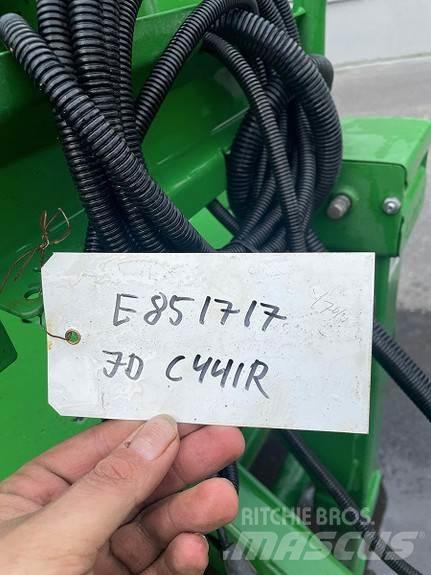 E851717
JD C441R
RITCHIE BROS.
MASCUS